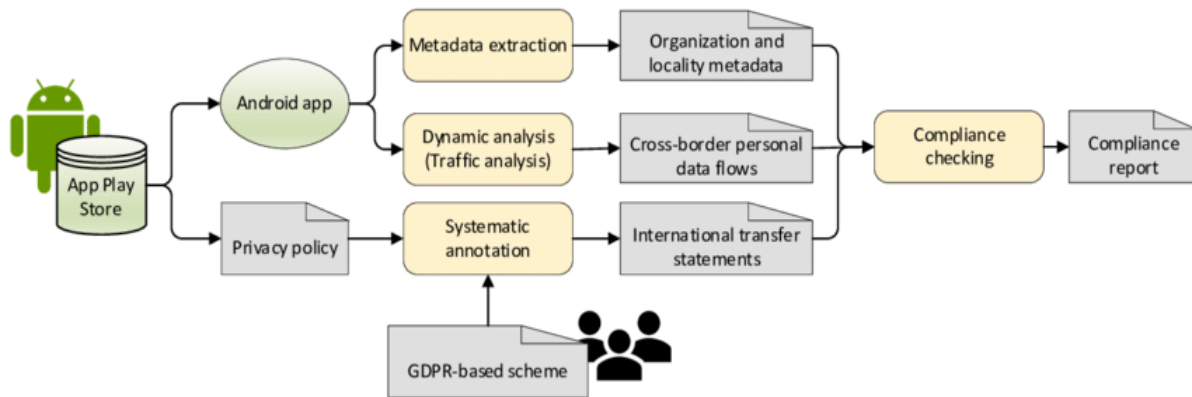 Metadata extraction
Organization and
locality metadata
Android app
App Play
Store
Dynamic analysis
(Traffic analysis)
Cross-border personal
data flows
Compliance
checking
Compliance
report
Privacy policy
Systematic
annotation
International transfer
statements
GDPR-based scheme